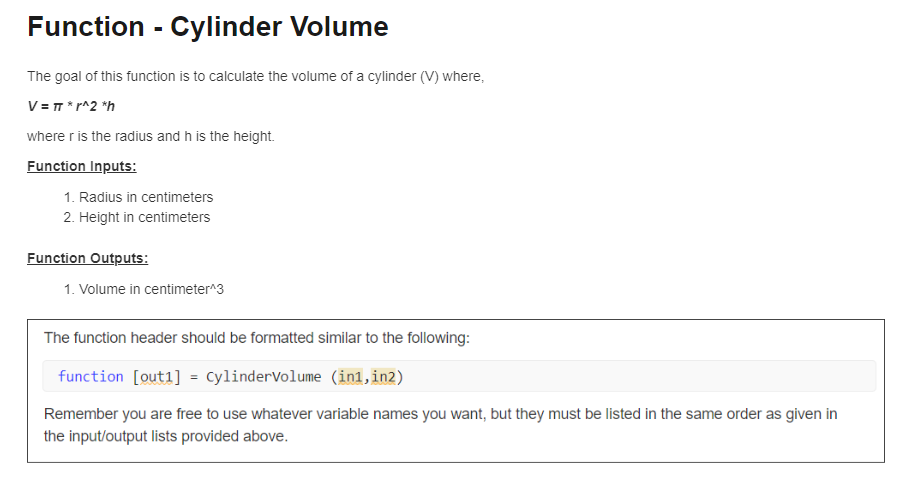 Function - Cylinder Volume
The goal of this function is to calculate the volume of a cylinder (V) where,
V = π * r^2 *h
where r is the radius and h is the height.
Function Inputs:
1. Radius in centimeters
2. Height in centimeters
Function Outputs:
1. Volume in centimeter^3
The function header should be formatted similar to the following:
function [out1] = CylinderVolume (in1,in2)
Remember you are free to use whatever variable names you want, but they must be listed in the same order as given in
the input/output lists provided above.